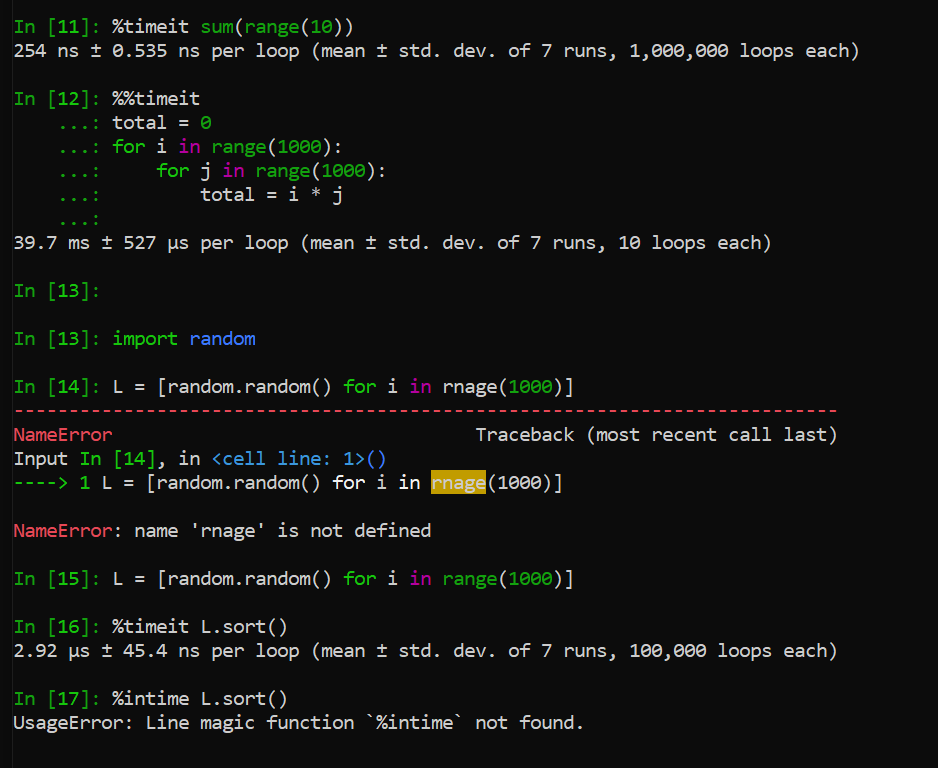 In [11]: %timeit sum(range(10))
254 ns ± 0.535 ns per loop (mean ± std. dev. of 7 runs, 1,000,000 loops each)
In [12]: %%timeit
    ...: total = 0
    ...: for i in range(1000):
    ...:     for j in range(1000):
    ...:         total = i * j
    ...:
39.7 ms ± 527 µs per loop (mean ± std. dev. of 7 runs, 10 loops each)
In [13]:
In [13]: import random
In [14]: L = [random.random() for i in rnage(1000)]
---------------------------------------------------------------------------
NameError                                 Traceback (most recent call last)
Input In [14], in <cell line: 1>()
----> 1 L = [random.random() for i in rnage(1000)]
NameError: name 'rnage' is not defined
In [15]: L = [random.random() for i in range(1000)]
In [16]: %timeit L.sort()
2.92 µs ± 45.4 ns per loop (mean ± std. dev. of 7 runs, 100,000 loops each)
In [17]: %intime L.sort()
UsageError: Line magic function `%intime` not found.